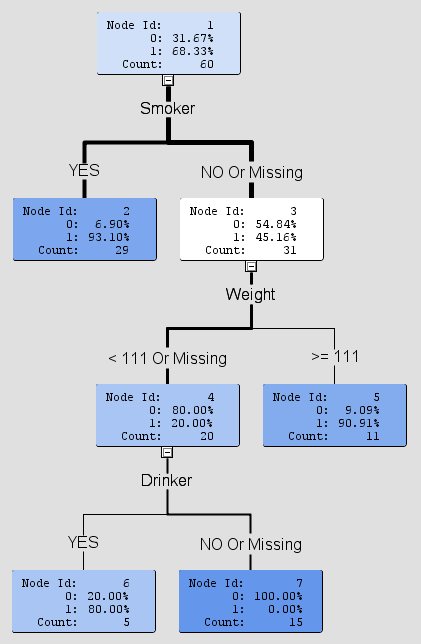 Node Id: 1
0: 31.67%
1: 68.33%
Count: 60
Smoker
YES
NO Or Missing
Node Id: 2
0: 6.90%
1: 93.10%
Count: 29
Node Id: 3
0: 54.84%
1: 45.16%
Count: 31
Weight
< 111 Or Missing
>= 111
Node Id: 4
0: 80.00%
1: 20.00%
Count: 20
Node Id: 5
0: 9.09%
1: 90.91%
Count: 11
Drinker
YES
NO Or Missing
Node Id: 6
0: 20.00%
1: 80.00%
Count: 5
Node Id: 7
0: 100.00%
1: 0.00%
Count: 15